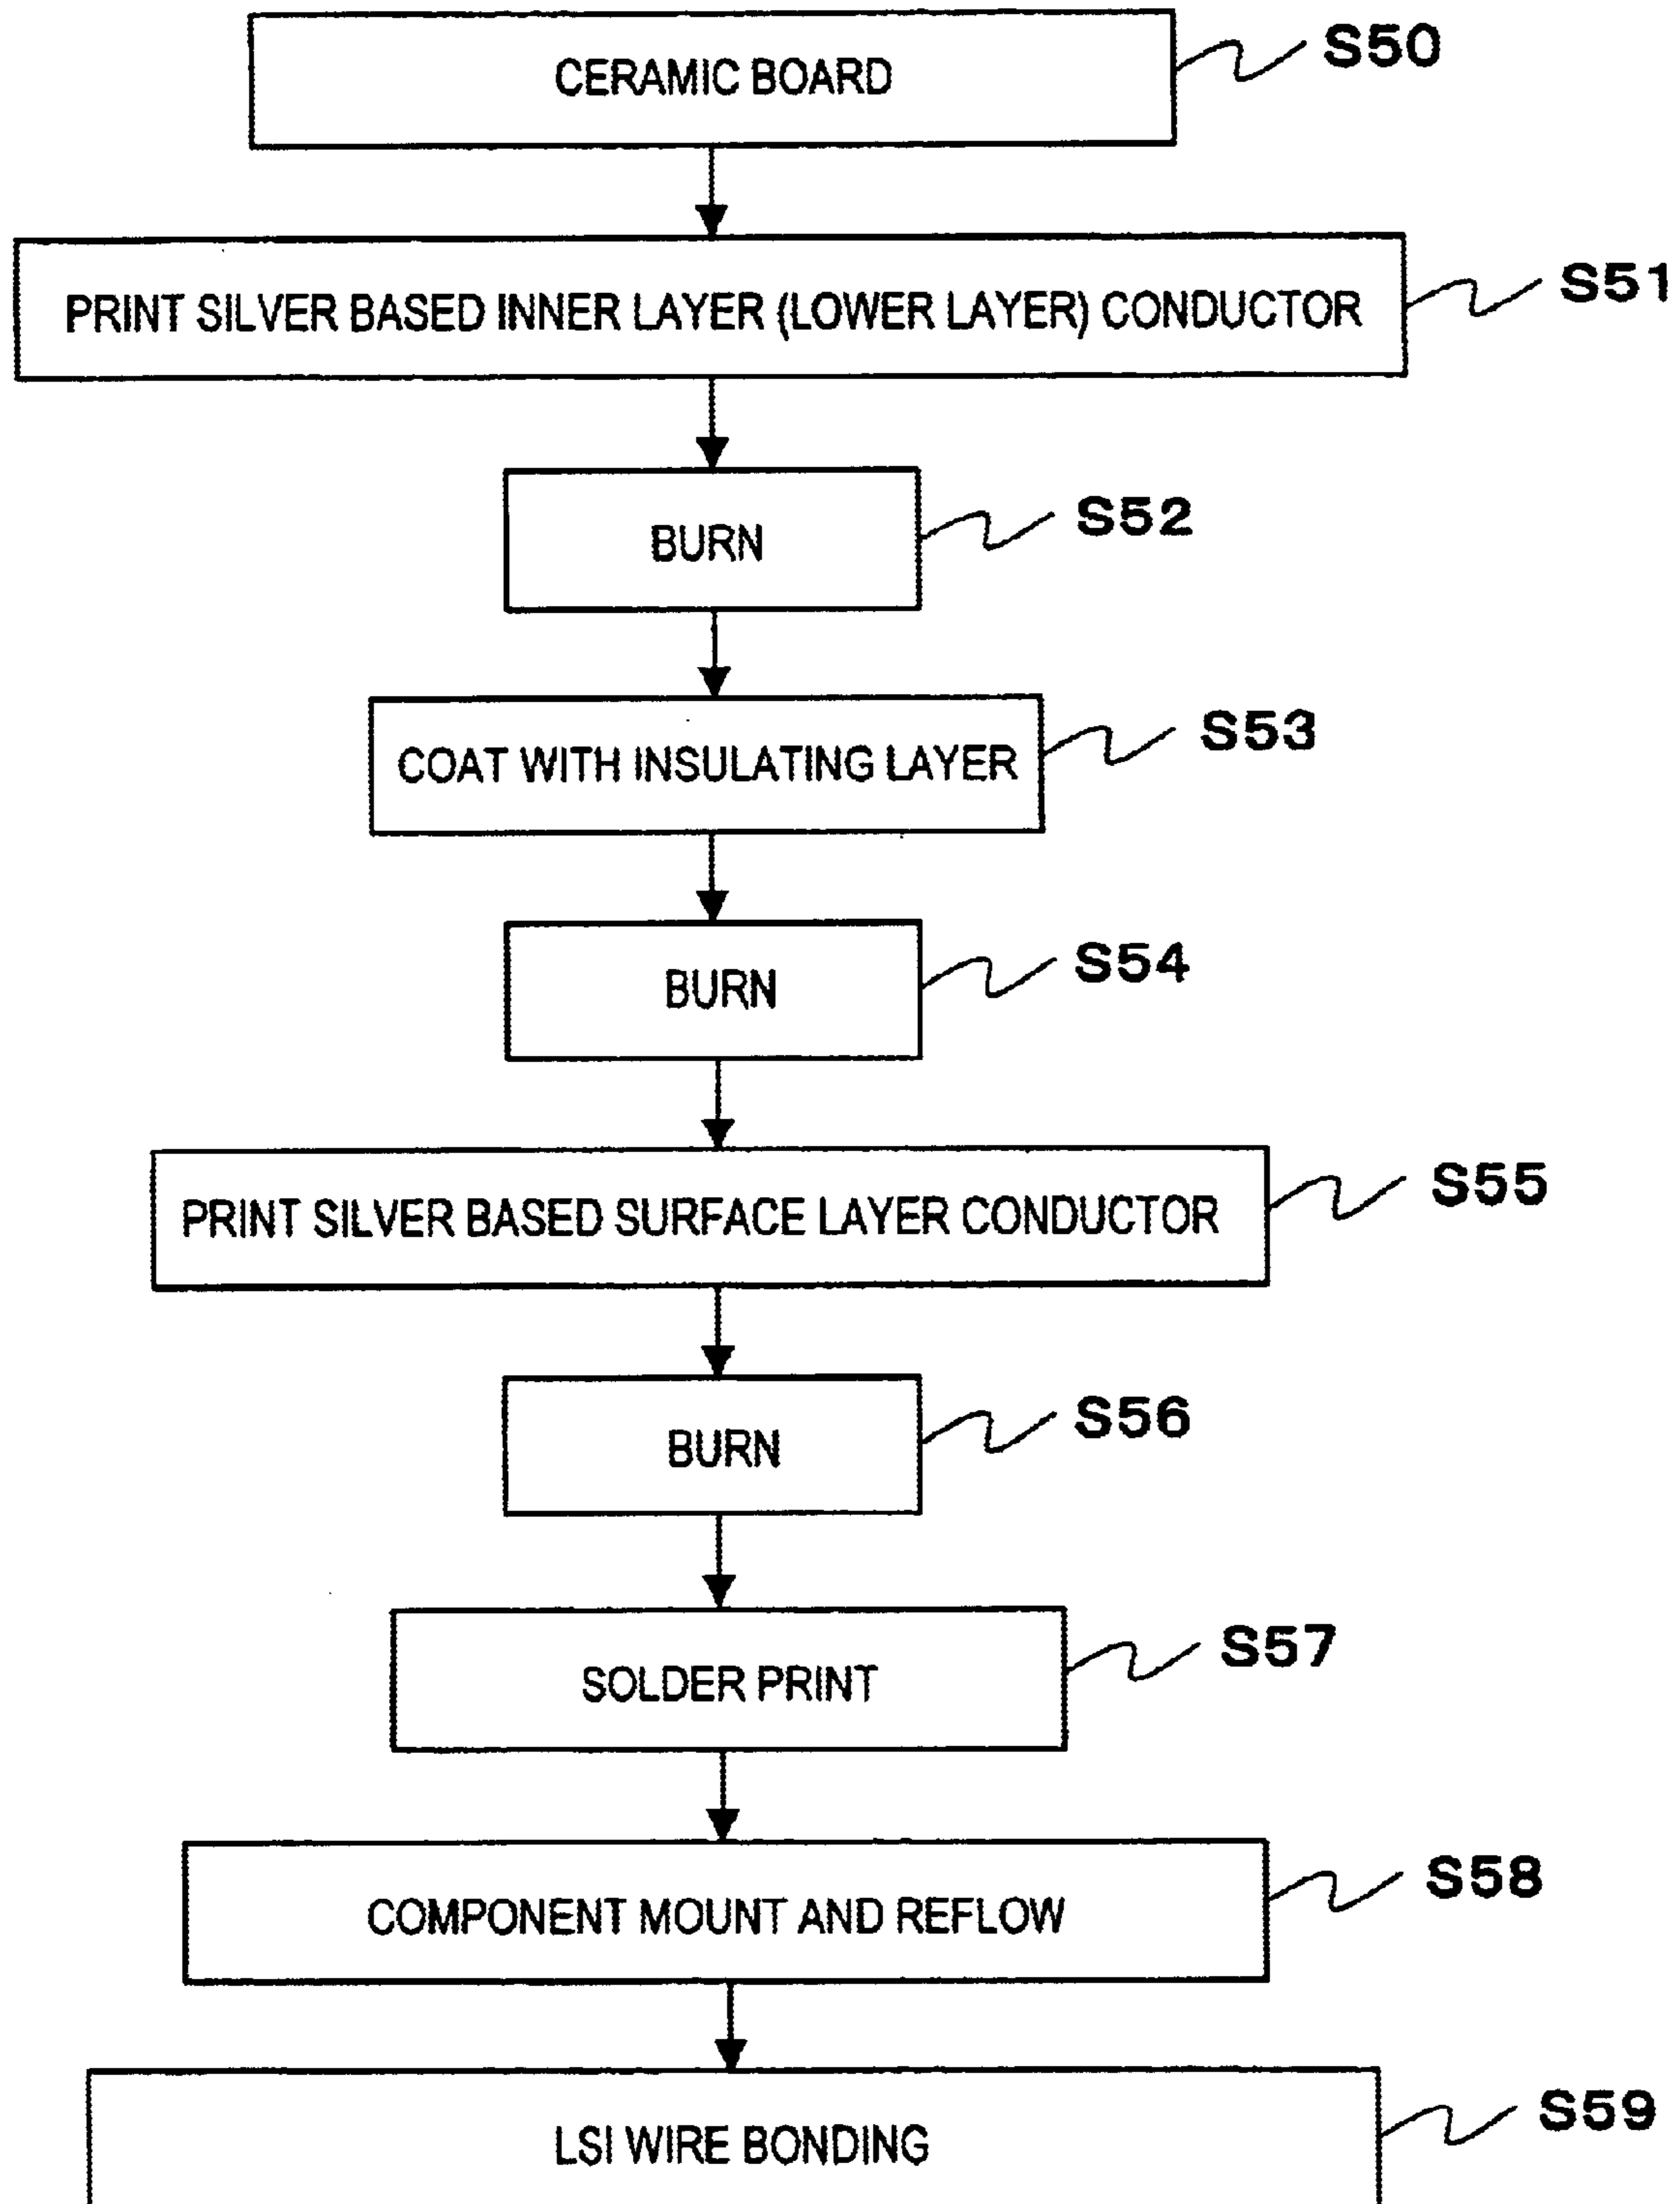 CERAMIC BOARD S50
PRINT SILVER BASED INNER LAYER (LOWER LAYER) CONDUCTOR S51
BURN S52
COAT WITH INSULATING LAYER S53
BURN S54
PRINT SILVER BASED SURFACE LAYER CONDUCTOR S55
BURN S56
SOLDER PRINT S57
COMPONENT MOUNT AND REFLOW S58
LSI WIRE BONDING S59